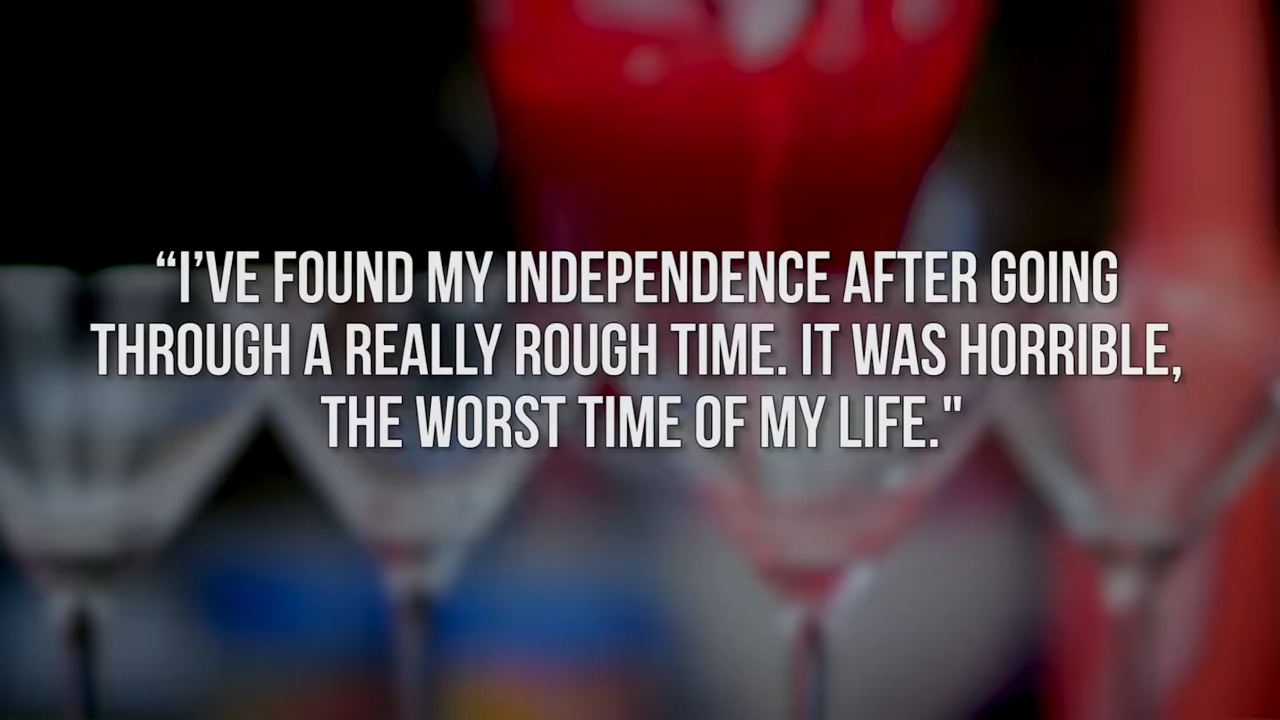 “I’VE FOUND MY INDEPENDENCE AFTER GOING
THROUGH A REALLY ROUGH TIME. IT WAS HORRIBLE,
THE WORST TIME OF MY LIFE."